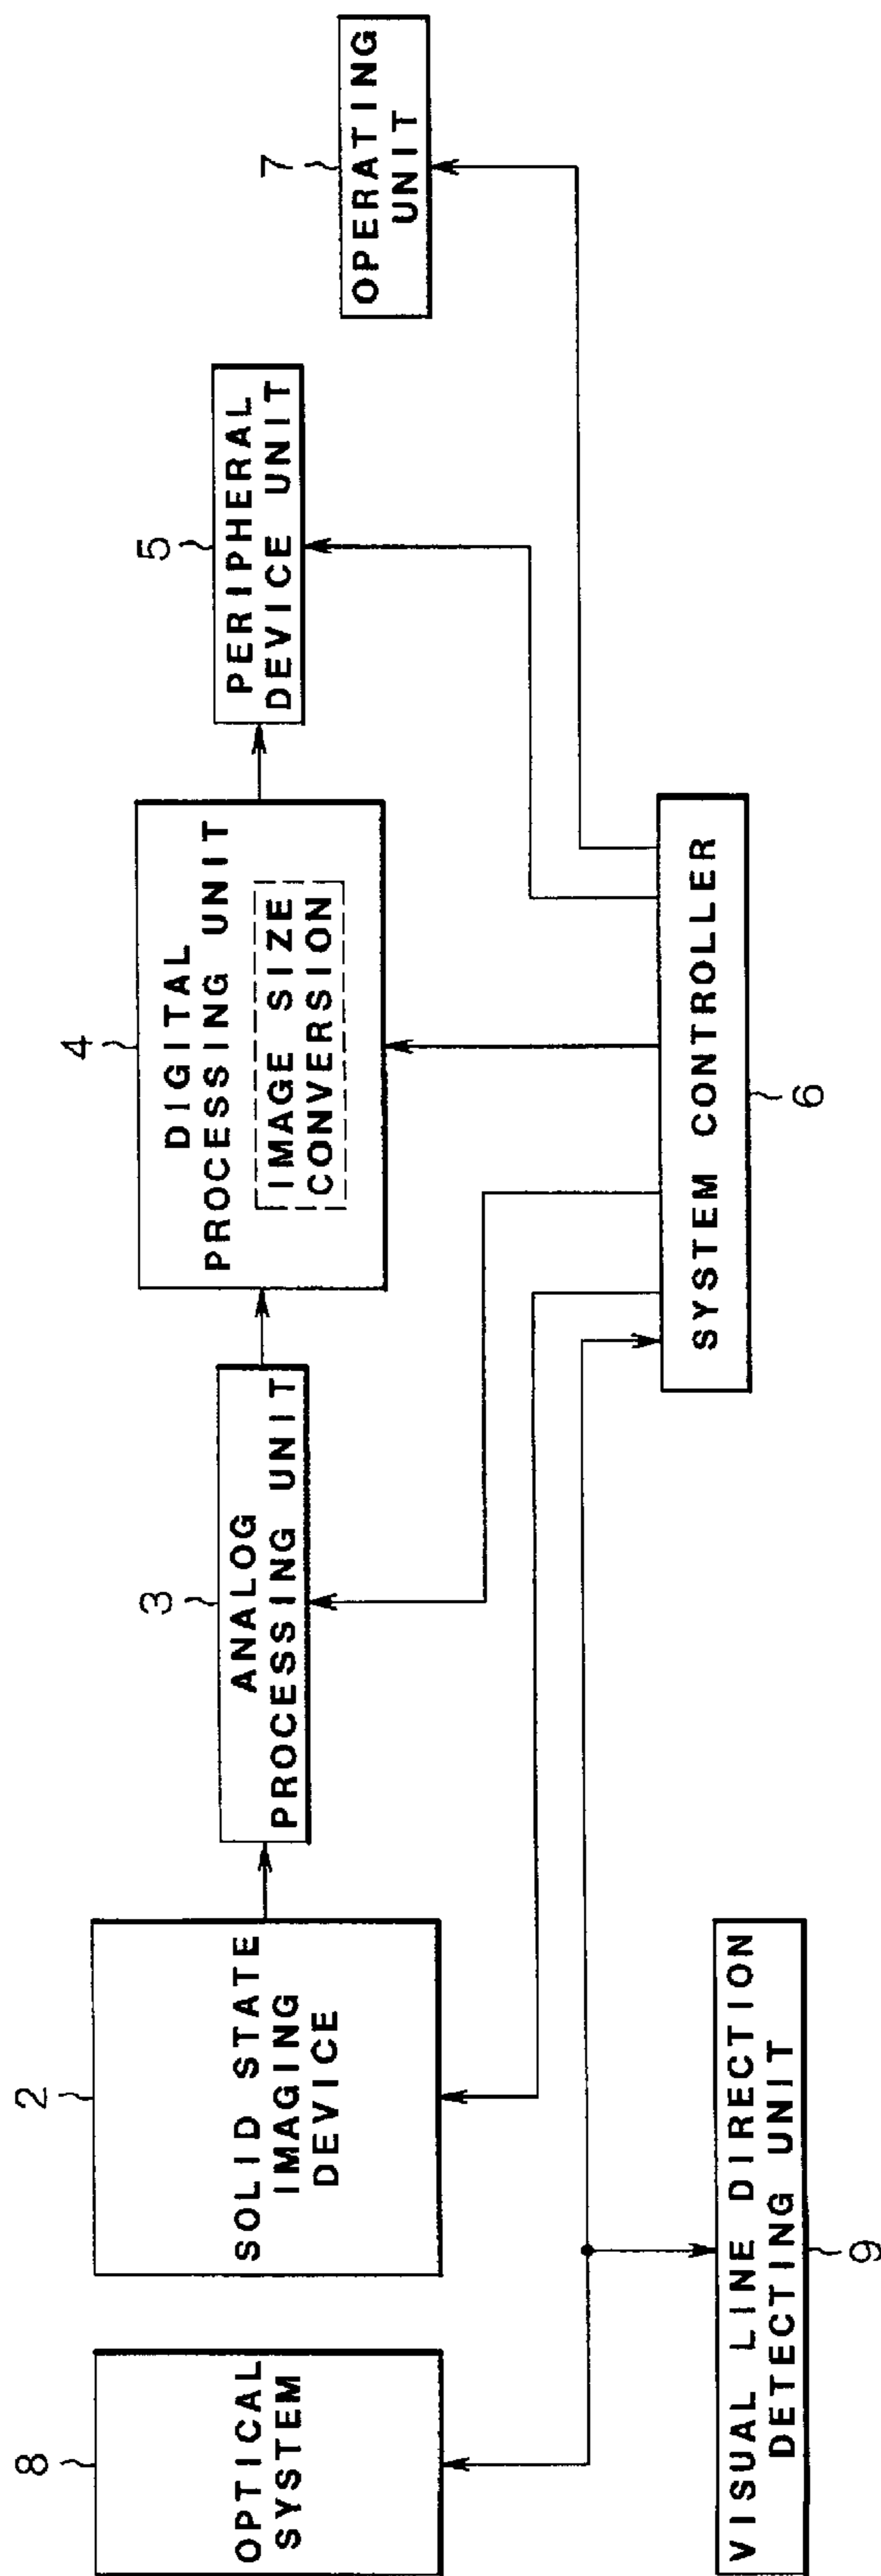 8
OPTICAL
SYSTEM
2
SOLID STATE
IMAGING
DEVICE
3
ANALOG
PROCESSING UNIT
4
DIGITAL
PROCESSING UNIT
IMAGE SIZE
CONVERSION
5
PERIPHERAL
DEVICE UNIT
7
OPERATING
UNIT
VISUAL LINE DIRECTION
DETECTING UNIT
9
SYSTEM CONTROLLER
6